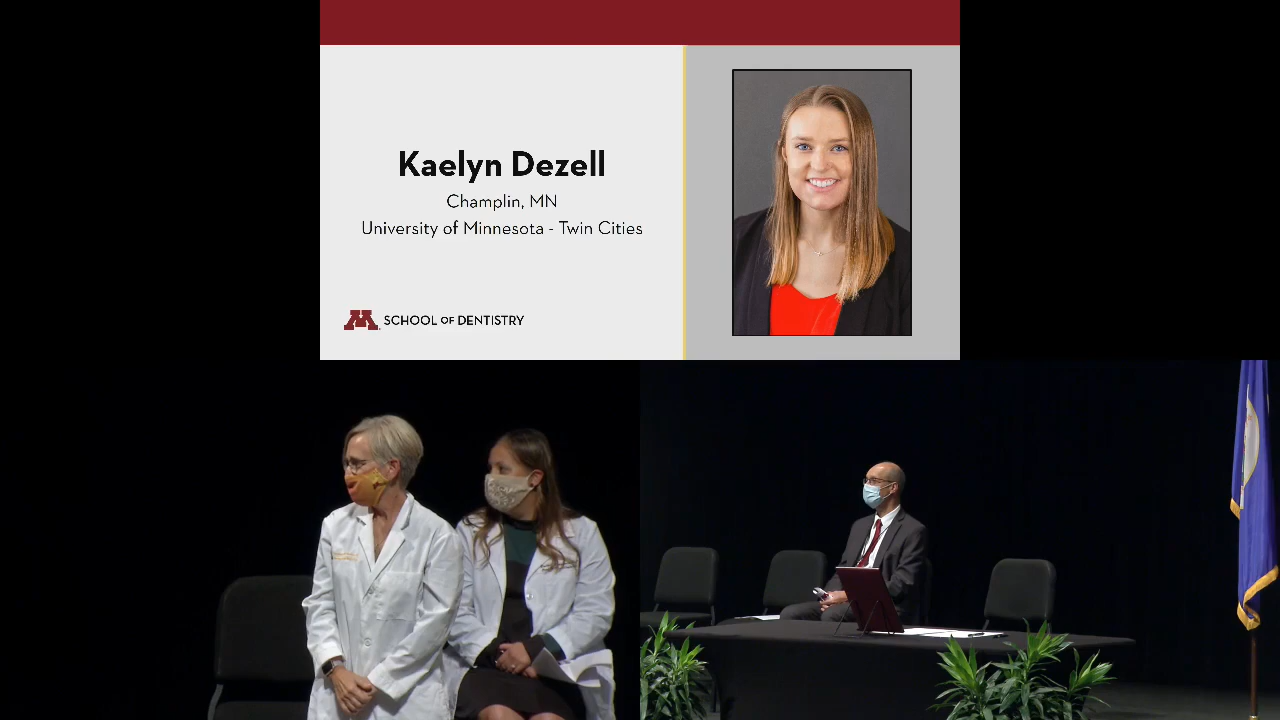 Kaelyn Dezell
Champlin, MN
University of Minnesota - Twin Cities
M SCHOOL OF DENTISTRY